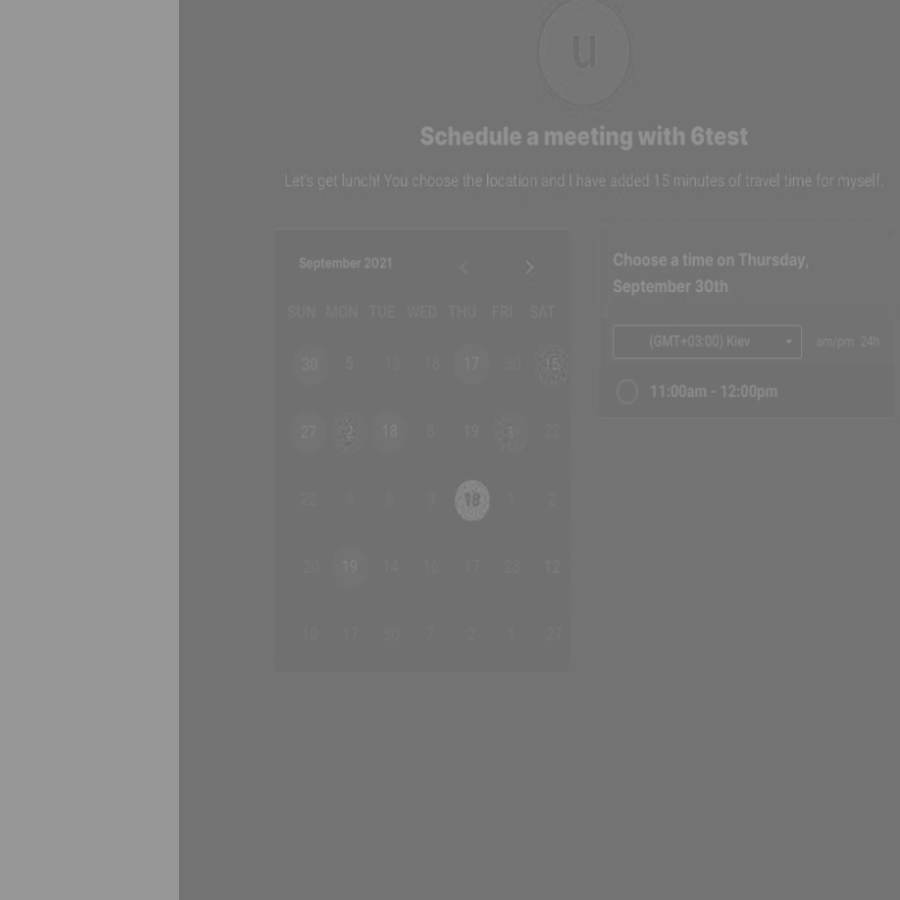 u
Schedule a meeting with 6test
Let's get lunch! You choose the location and I have added 15 minutes of travel time for myself.
September 2021
SUN MON TUE WED THU FRI SAT
30 5 13 18 17 30 15
27 2 18 8 19 1 22
22 9 8 3 18 1 2
20 19 14 16 17 23 12
10 17 30 7 2 1 27
Choose a time on Thursday,
September 30th
(GMT+03:00) Kiev am/pm 24h
11:00am - 12:00pm